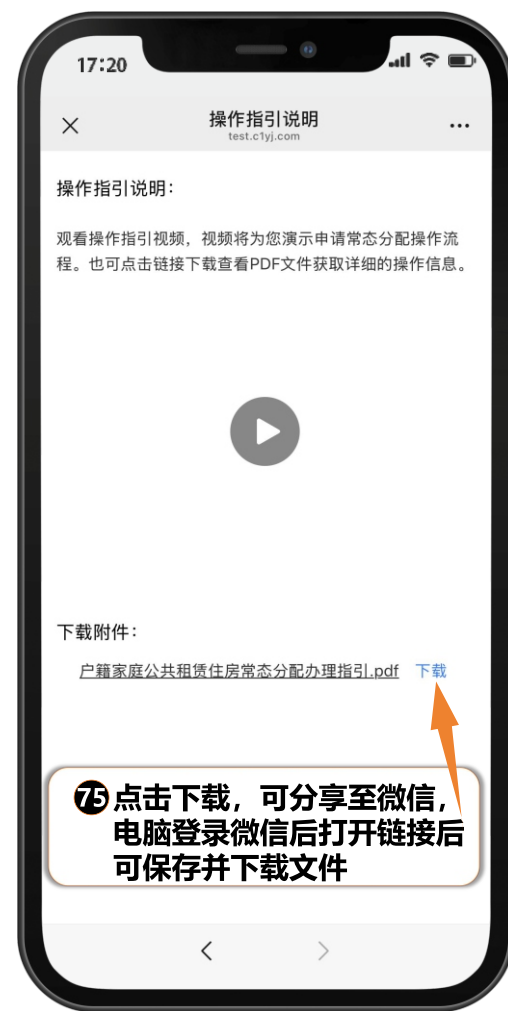 17:20
操作指引说明
test.c1yj.com
操作指引说明：
观看操作指引视频，视频将为您演示申请常态分配操作流
程。也可点击链接下载查看PDF文件获取详细的操作信息。
下载附件：
户籍家庭公共租赁住房常态分配办理指引.pdf 下载
75 点击下载，可分享至微信，
电脑登录微信后打开链接后
可保存并下载文件